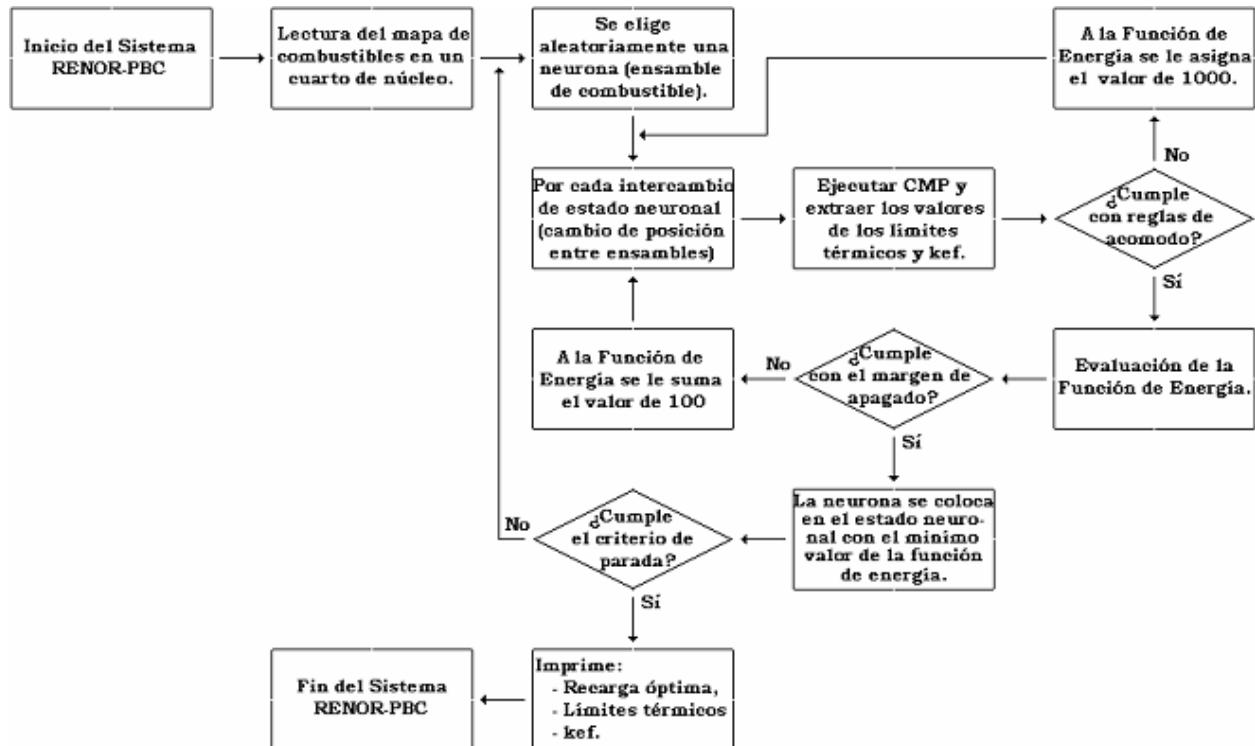 Inicio del Sistema
RENOR-PBC
Lectura del mapa de
combustibles en un
cuarto de núcleo.
Se elige
aleatoriamente una
neurona (ensamble
de combustible).
A la Función de
Energía se le asigna
el valor de 1000.
No
Por cada intercambio
de estado neuronal
(cambio de posición
entre ensambles)
Ejecutar CMP y
extraer los valores
de los límites
térmicos y kef.
¿Cumple
con reglas de
acomodo?
Sí
A la Función de
Energía se le suma
el valor de 100
No
¿Cumple
con el margen de
apagado?
Evaluación de la
Función de Energía.
Sí
No
¿Cumple
el criterio de
parada?
La neurona se coloca
en el estado neuro-
nal con el mínimo
valor de la función
de energía.
Sí
Fin del Sistema
RENOR-PBC
Imprime:
- Recarga óptima,
- Límites térmicos
- kef.